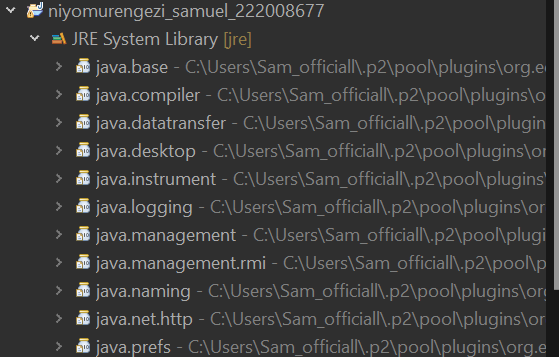 niyomurengezi_samuel_222008677
JRE System Library [jre]
java.base - C:\Users\Sam_officiall\.p2\pool\plugins\org.ec
java.compiler - C:\Users\Sam_officiall\.p2\pool\plugins\o
java.datatransfer - C:\Users\Sam_officiall\.p2\pool\plugin
java.desktop - C:\Users\Sam_officiall\.p2\pool\plugins\or
java.instrument - C:\Users\Sam_officiall\.p2\pool\plugins
java.logging - C:\Users\Sam_officiall\.p2\pool\plugins\or
java.management - C:\Users\Sam_officiall\.p2\pool\plugin
java.management.rmi - C:\Users\Sam_officiall\.p2\pool\p
java.naming - C:\Users\Sam_officiall\.p2\pool\plugins\org
java.net.http - C:\Users\Sam_officiall\.p2\pool\plugins\or
java.prefs - C:\Users\Sam_officiall\.p2\pool\plugins\org.e